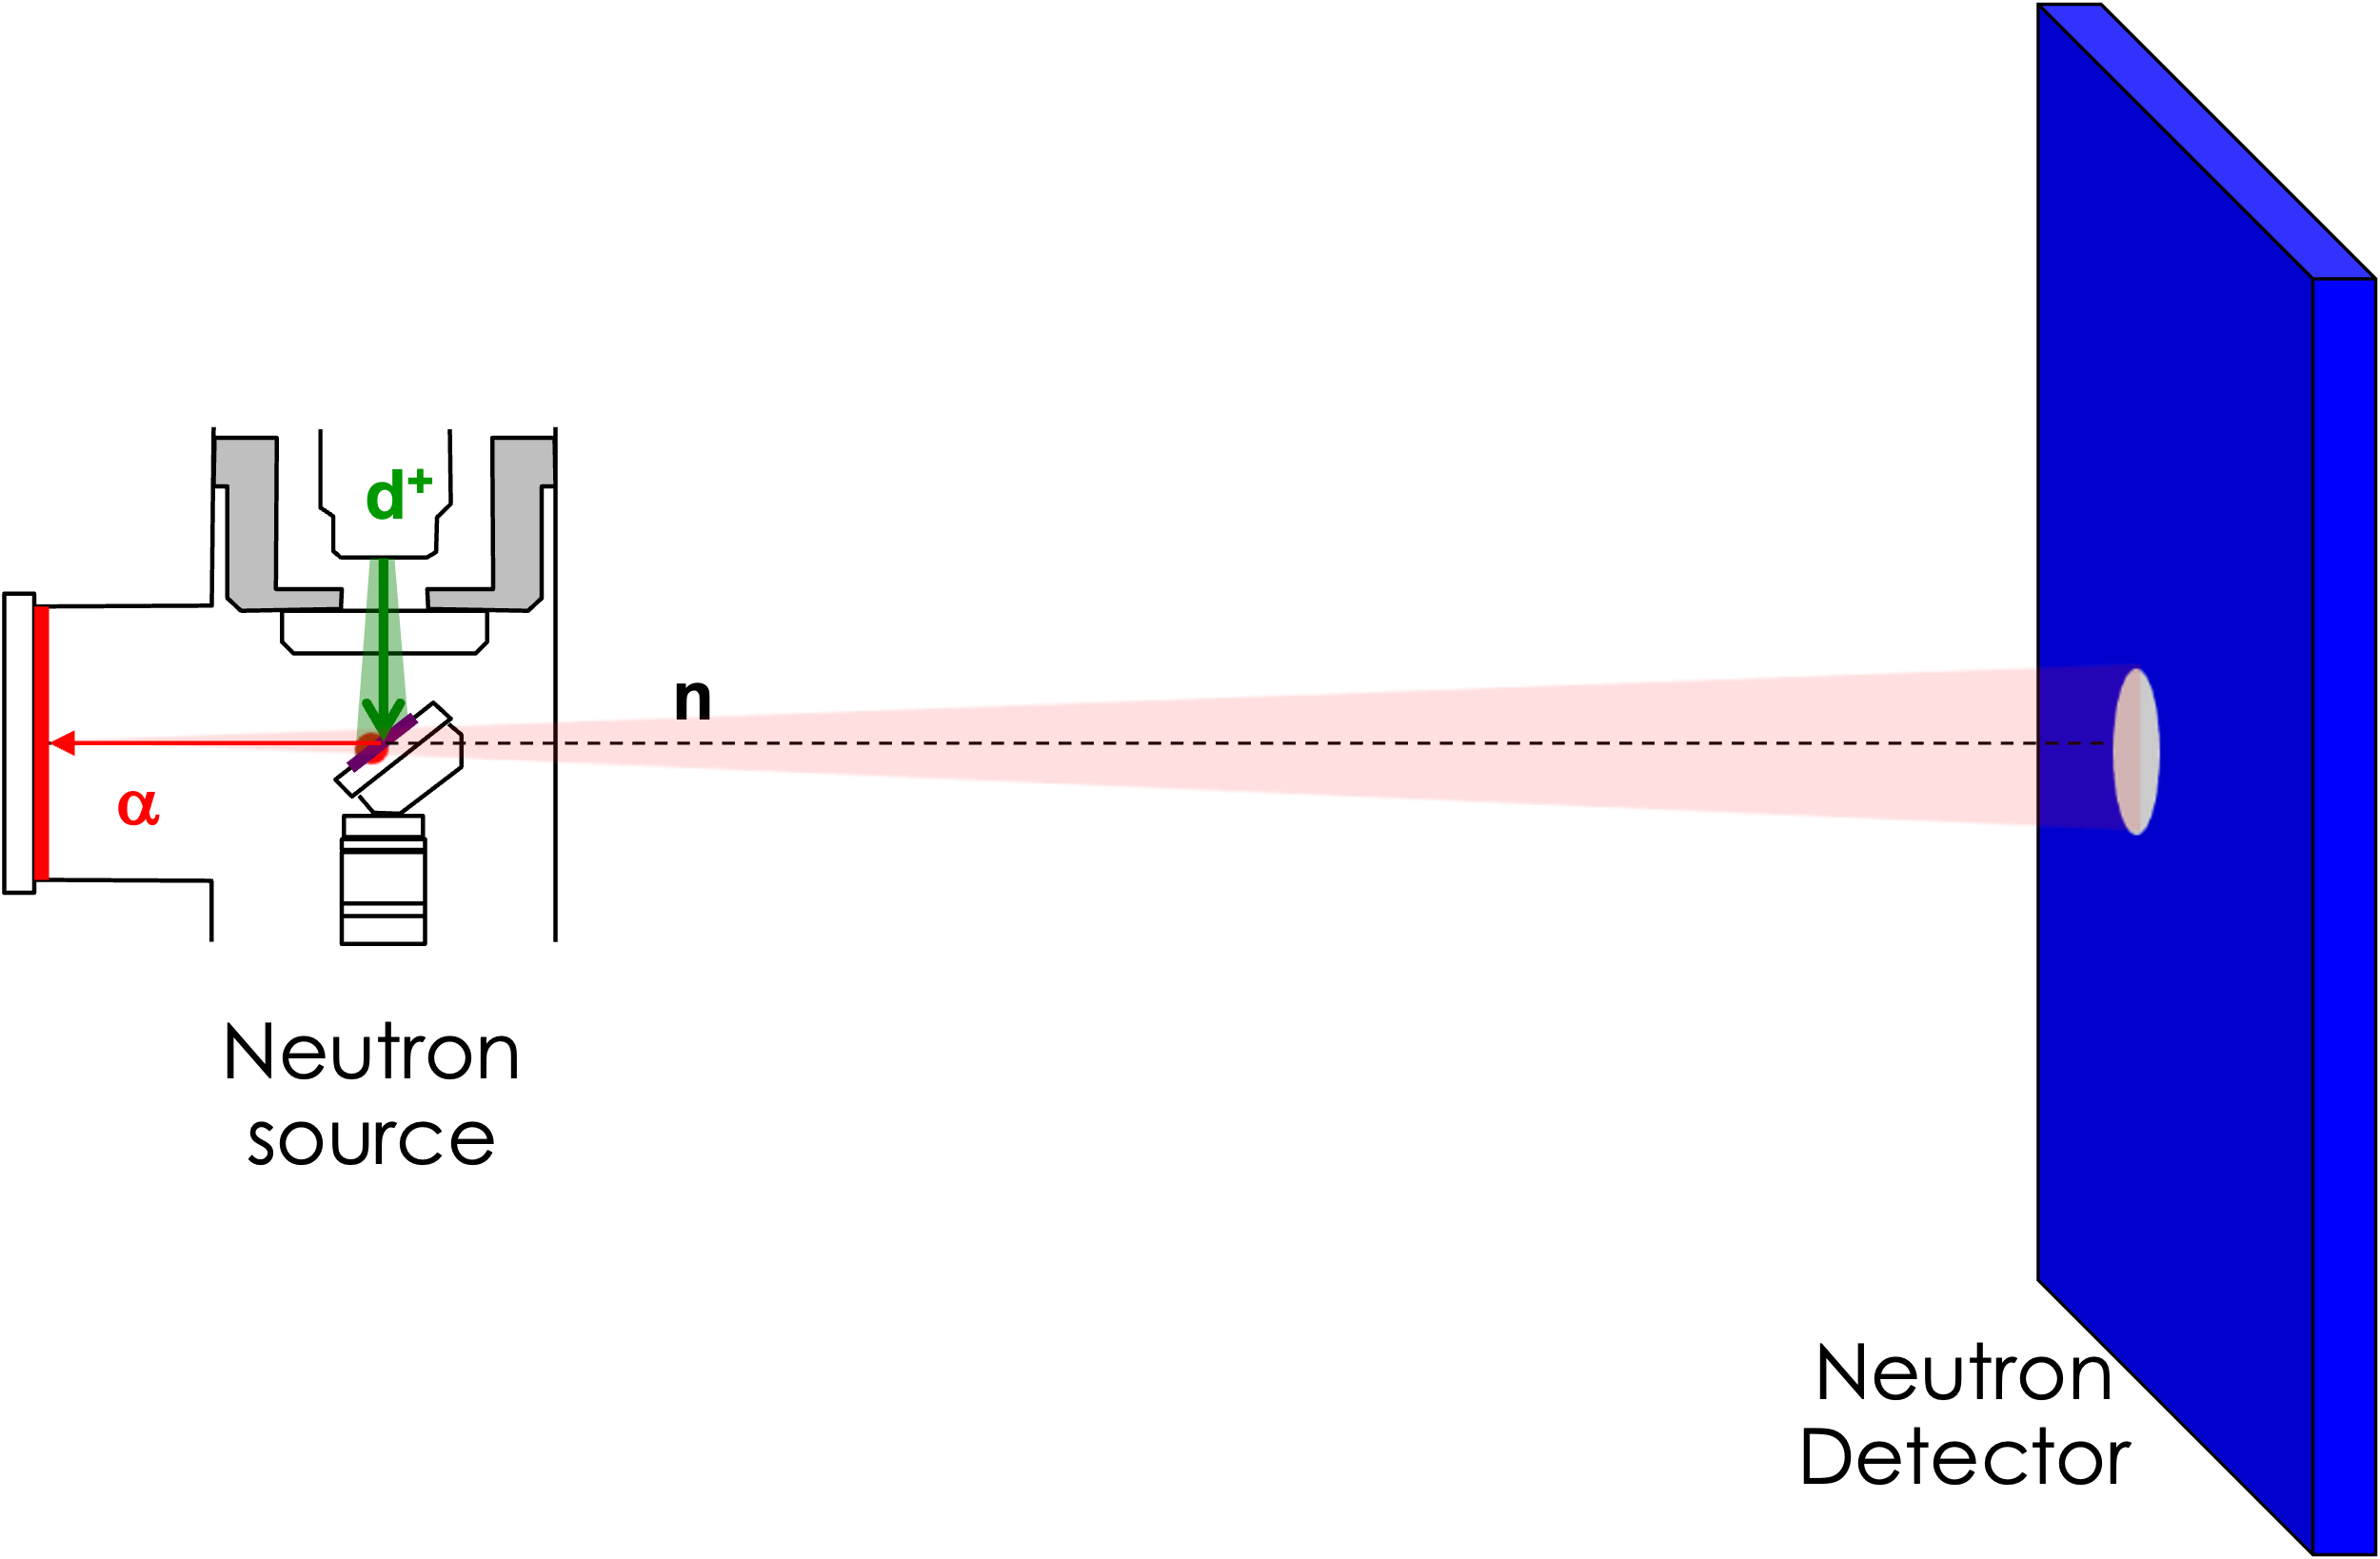 d⁺
n
α
Neutron
source
Neutron
Detector